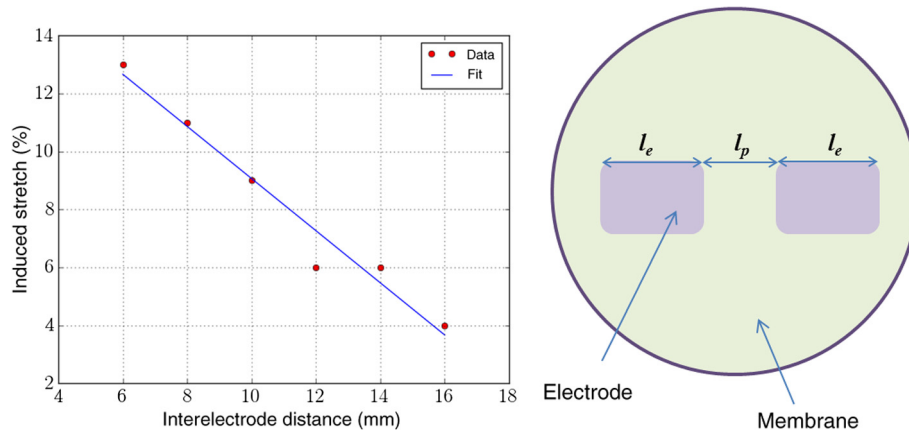 14
12
10
8
6
4
2
Induced stretch (%)
4
6
8
10
12
14
16
18
Interelectrode distance (mm)
Data
Fit
l_e
l_p
l_e
Electrode
Membrane